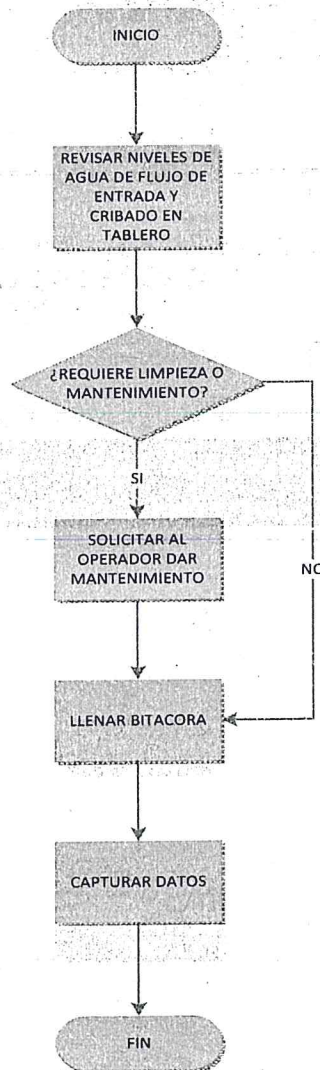 INICIO
REVISAR NIVELES DE
AGUA DE FLUJO DE
ENTRADA Y
CRIBADO EN
TABLERO
¿REQUIERE LIMPIEZA O
MANTENIMIENTO?
SI
SOLICITAR AL
OPERADOR DAR
MANTENIMIENTO
NO
LLENAR BITACORA
CAPTURAR DATOS
FIN